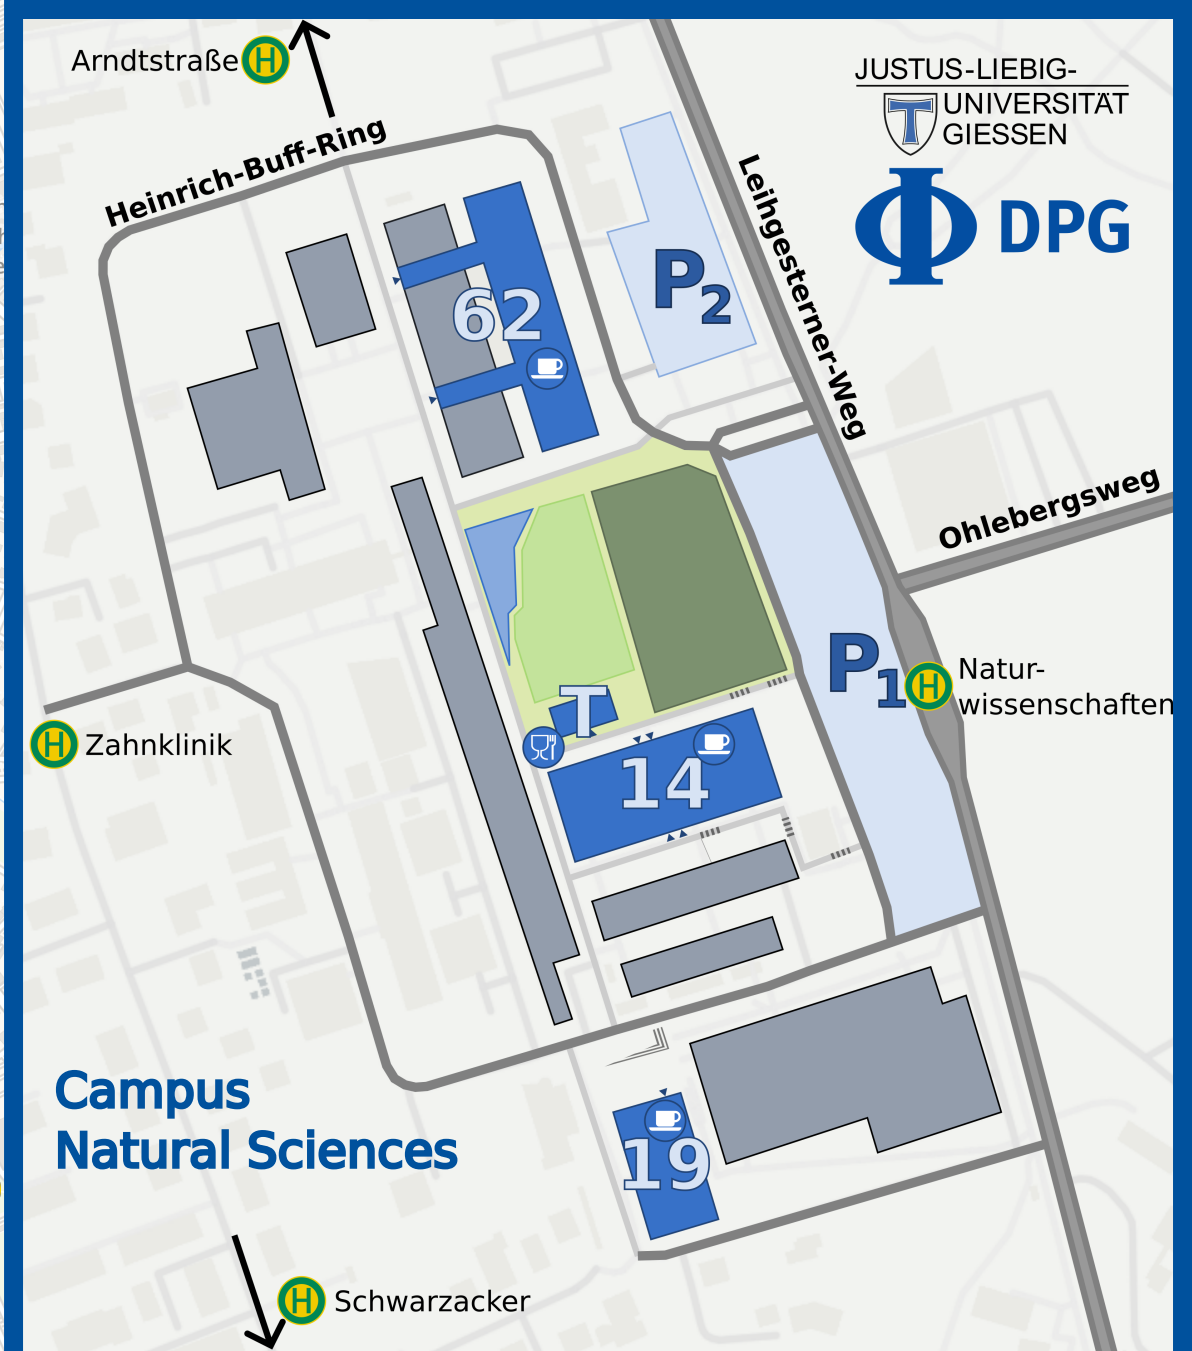 Arndtstraße
H
Heinrich-Buff-Ring
JUSTUS-LIEBIG-
UNIVERSITÄT
GIESSEN
DPG
Leihgesterner-Weg
P2
62
Ohlebergsweg
P1
H
Natur-
wissenschaften
T
H
Zahnklinik
14
Campus
Natural Sciences
19
H
Schwarzacker